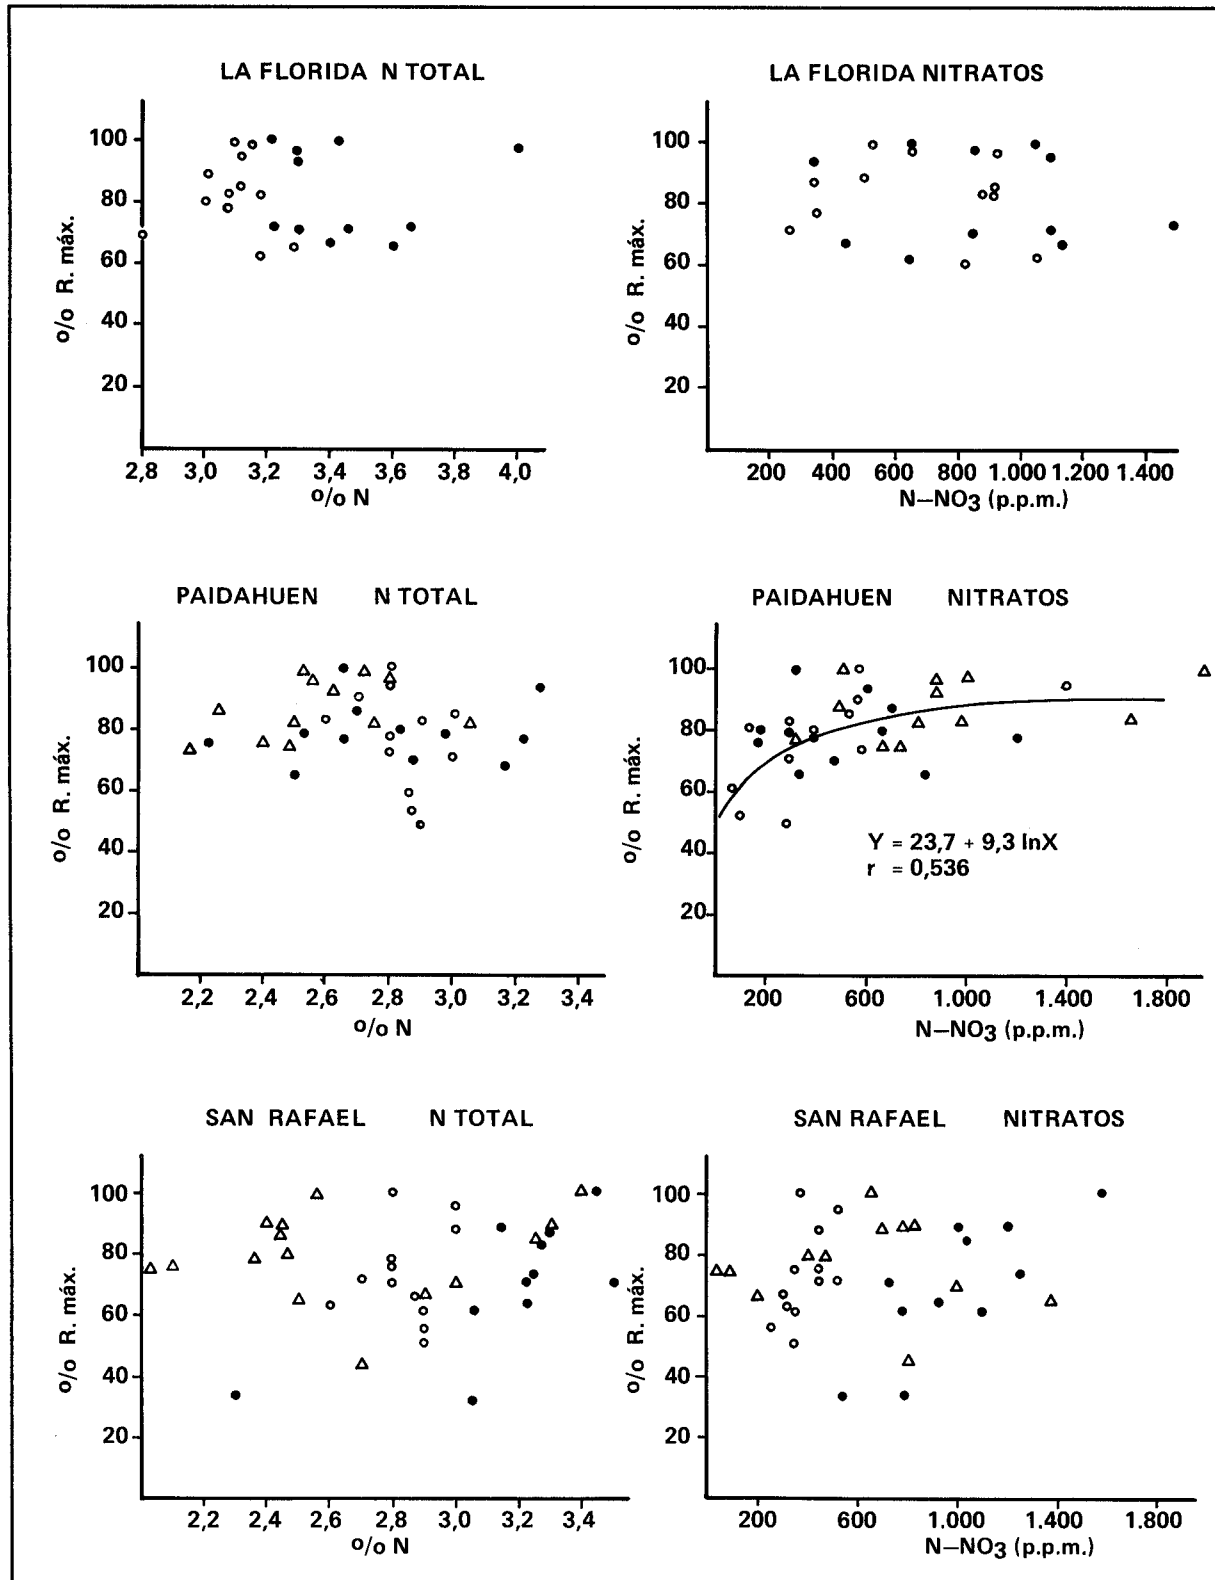 LA FLORIDA N TOTAL
100
80
60
40
20
o/o R. máx.
2,8 3,0 3,2 3,4 3,6 3,8 4,0
o/o N
LA FLORIDA NITRATOS
100
80
60
40
20
o/o R. máx.
200 400 600 800 1.000 1.200 1.400
N—NO3 (p.p.m.)
PAIDAHUEN N TOTAL
100
80
60
40
20
o/o R. máx.
2,2 2,4 2,6 2,8 3,0 3,2 3,4
o/o N
PAIDAHUEN NITRATOS
100
80
60
40
20
o/o R. máx.
Y = 23,7 + 9,3 lnX
r = 0,536
200 600 1.000 1.400 1.800
N—NO3 (p.p.m.)
SAN RAFAEL N TOTAL
100
80
60
40
20
o/o R. máx.
2,2 2,4 2,6 2,8 3,0 3,2 3,4
o/o N
SAN RAFAEL NITRATOS
100
80
60
40
20
o/o R. máx.
200 600 1.000 1.400 1.800
N—NO3 (p.p.m.)